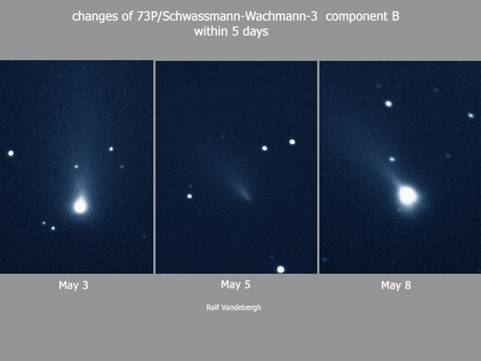 changes of 73P/Schwassmann-Wachmann-3 component B
within 5 days
May 3
May 5
May 8
Ralf Vandebergh